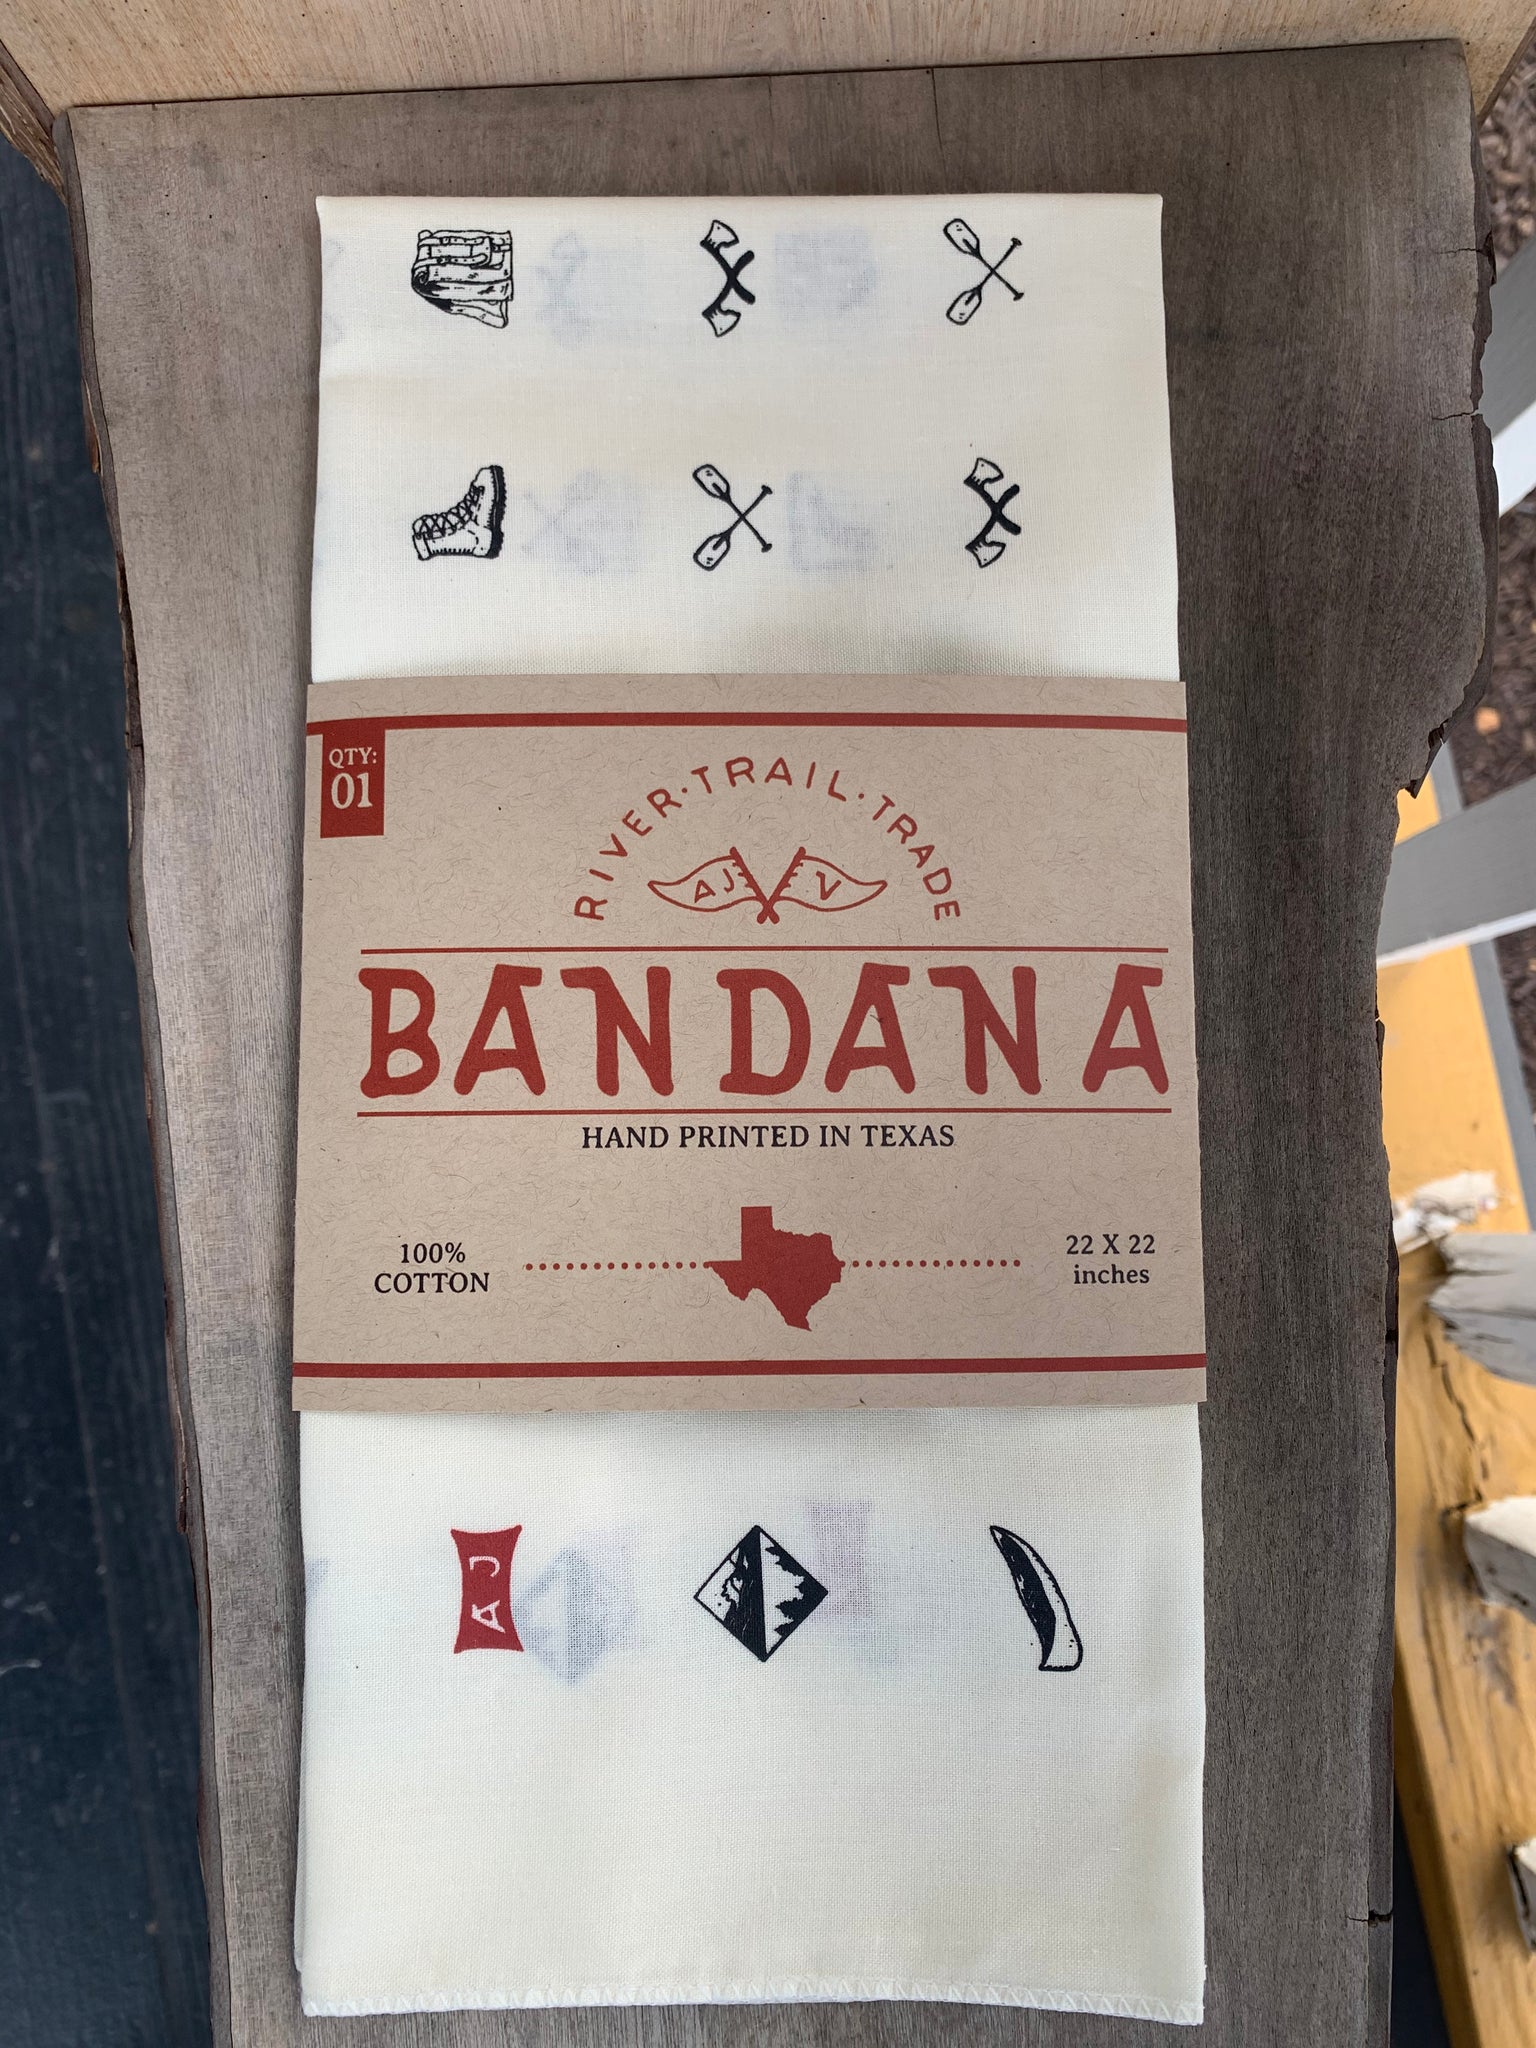 QTY:
01
RIVER·TRAIL·TRADE
AJ V
BANDANA
HAND PRINTED IN TEXAS
100%
COTTON
22 X 22
inches
AJ